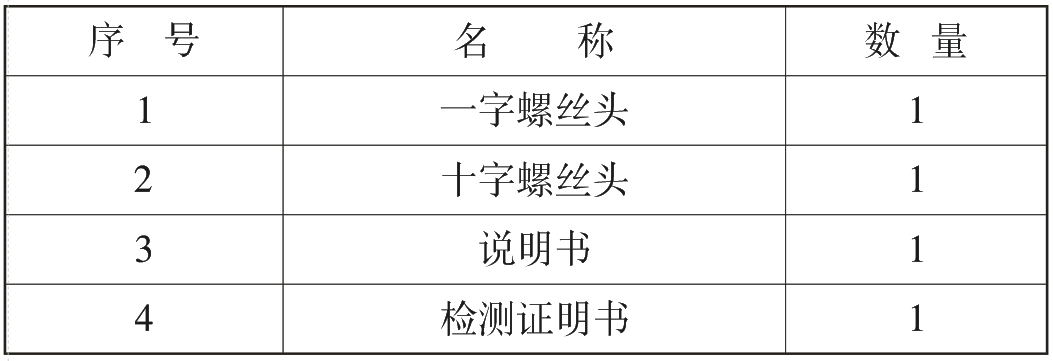 序号 名称 数量
1 一字螺丝头 1
2 十字螺丝头 1
3 说明书 1
4 检测证明书 1